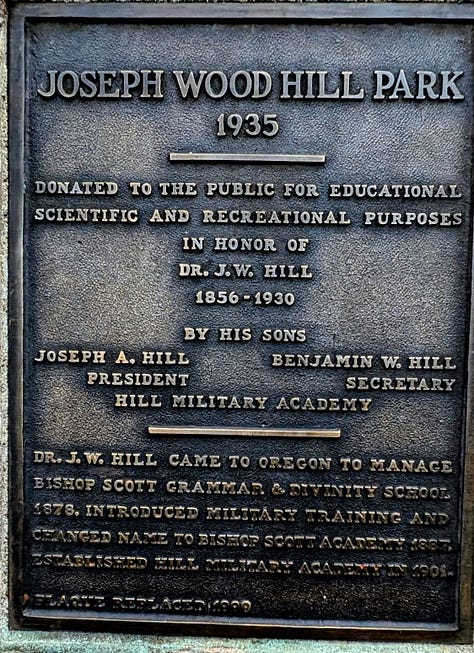 JOSEPH WOOD HILL PARK
1935
DONATED TO THE PUBLIC FOR EDUCATIONAL
SCIENTIFIC AND RECREATIONAL PURPOSES
IN HONOR OF
DR. J.W. HILL
1856-1930
BY HIS SONS
JOSEPH A. HILL BENJAMIN W. HILL
PRESIDENT SECRETARY
HILL MILITARY ACADEMY
DR. J.W. HILL CAME TO OREGON TO MANAGE
BISHOP SCOTT GRAMMAR & DIVINITY SCHOOL
1878. INTRODUCED MILITARY TRAINING AND
CHANGED NAME TO BISHOP SCOTT ACADEMY 1887.
ESTABLISHED HILL MILITARY ACADEMY IN 1901.
PLAQUE REPLACED 1990